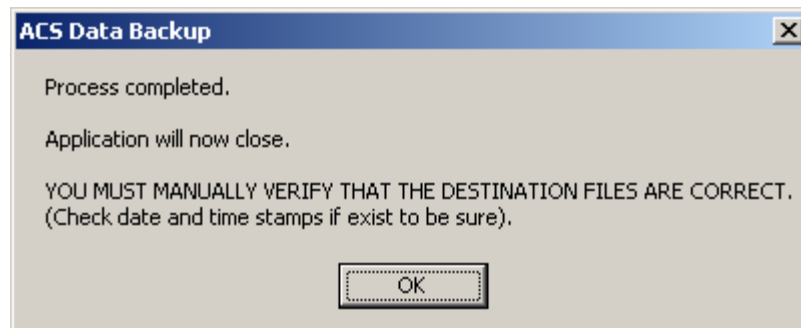 ACS Data Backup
Process completed.
Application will now close.
YOU MUST MANUALLY VERIFY THAT THE DESTINATION FILES ARE CORRECT.
(Check date and time stamps if exist to be sure).
OK